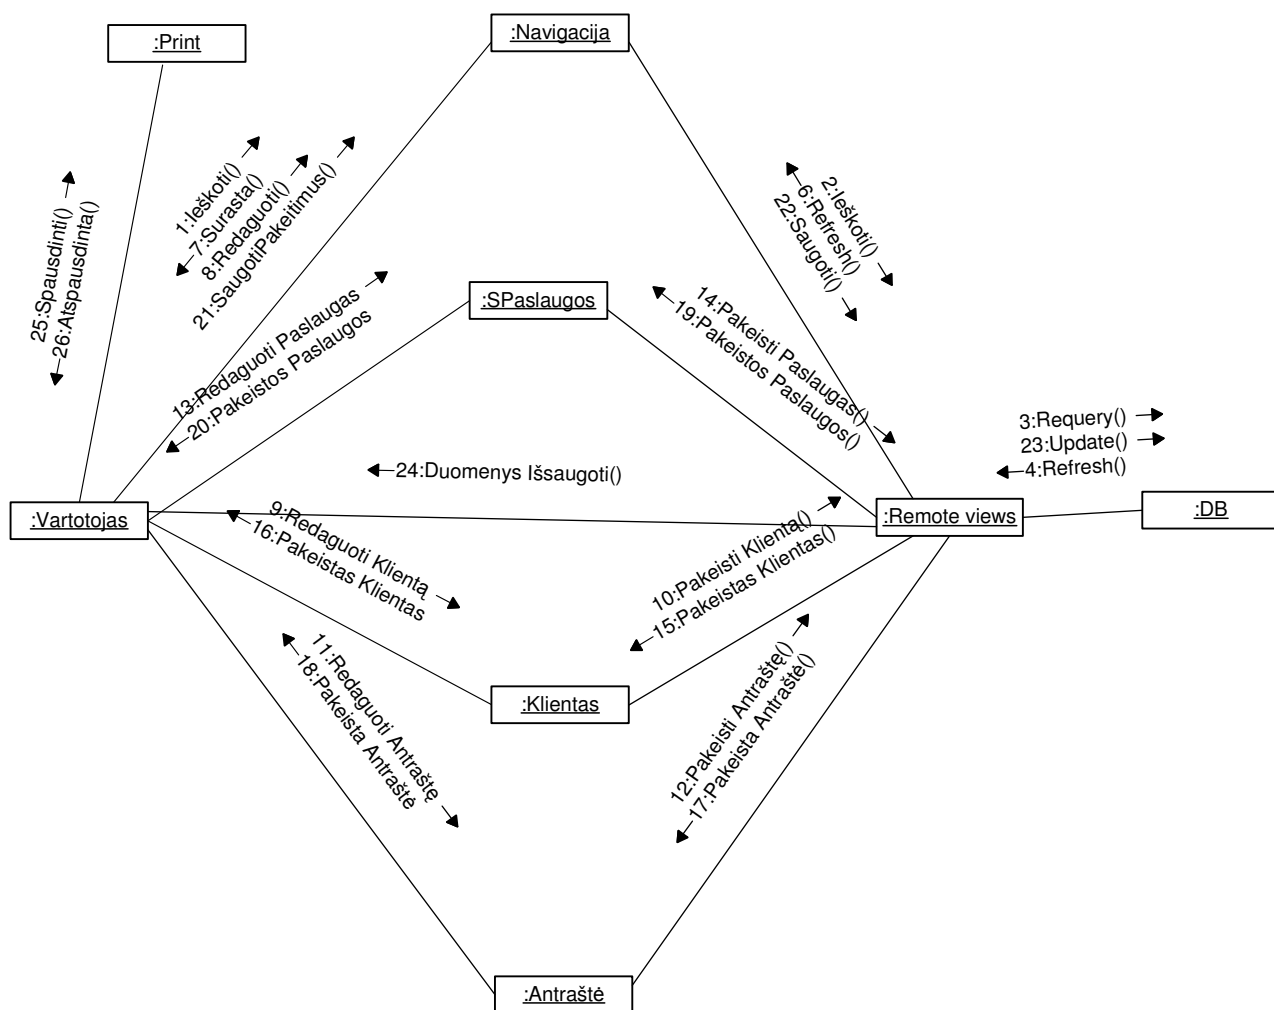 :Print
:Navigacija
25:Spausdinti()
26:Atspausdinta()
1:Ieškoti()
7:Surasta()
8:Redaguoti()
21:SaugotiPakeitimus()
2:Ieškoti()
6:Refresh()
22:Saugoti()
:SPaslaugos
13:Redaguoti Paslaugas
20:Pakeistos Paslaugos
14:Pakeisti Paslaugas()
19:Pakeistos Paslaugos()
3:Requery()
23:Update()
4:Refresh()
24:Duomenys Išsaugoti()
:Vartotojas
:Remote views
:DB
9:Redaguoti Klientą
16:Pakeistas Klientas
10:Pakeisti Klientą()
15:Pakeistas Klientas()
11:Redaguoti Antraštę
18:Pakeista Antraštė
:Klientas
12:Pakeisti Antraštę()
17:Pakeista Antraštė()
:Antraštė